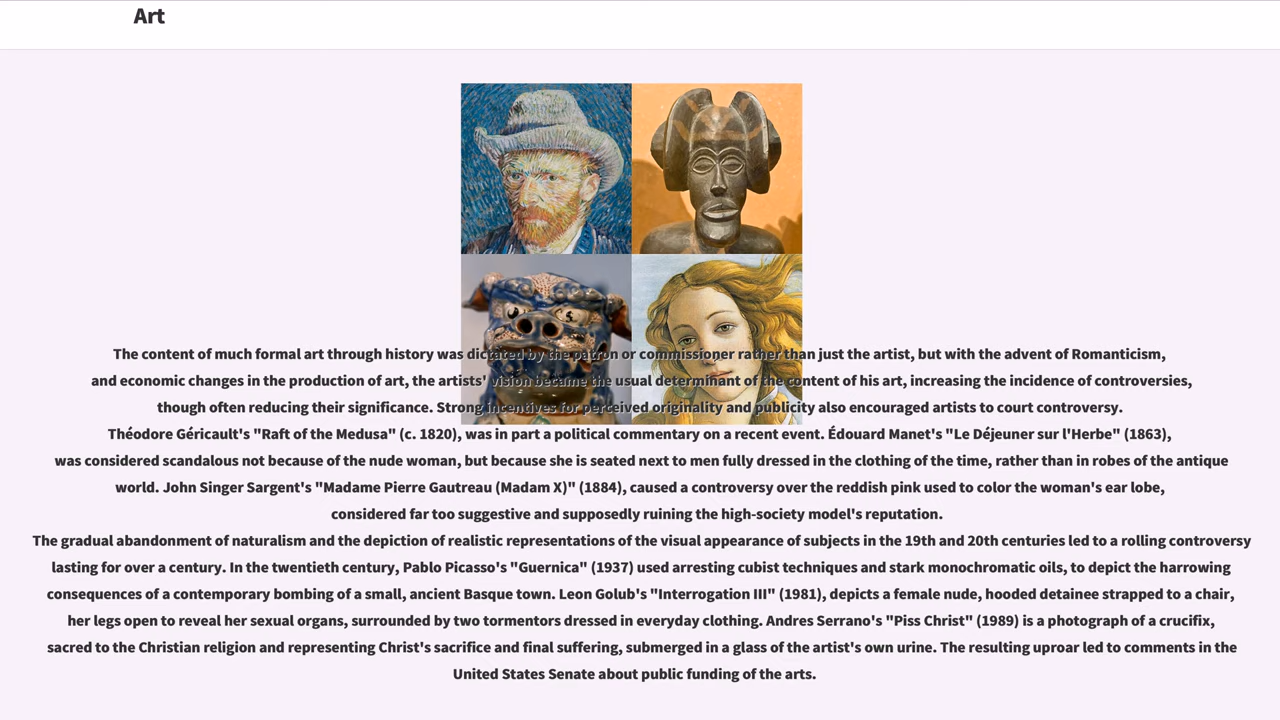 Art
The content of much formal art through history was dictated by the patron or commissioner rather than just the artist, but with the advent of Romanticism,
and economic changes in the production of art, the artists' vision became the usual determinant of the content of his art, increasing the incidence of controversies,
though often reducing their significance. Strong incentives for perceived originality and publicity also encouraged artists to court controversy.
Théodore Géricault's "Raft of the Medusa" (c. 1820), was in part a political commentary on a recent event. Édouard Manet's "Le Déjeuner sur l'Herbe" (1863),
was considered scandalous not because of the nude woman, but because she is seated next to men fully dressed in the clothing of the time, rather than in robes of the antique
world. John Singer Sargent's "Madame Pierre Gautreau (Madam X)" (1884), caused a controversy over the reddish pink used to color the woman's ear lobe,
considered far too suggestive and supposedly ruining the high-society model's reputation.
The gradual abandonment of naturalism and the depiction of realistic representations of the visual appearance of subjects in the 19th and 20th centuries led to a rolling controversy
lasting for over a century. In the twentieth century, Pablo Picasso's "Guernica" (1937) used arresting cubist techniques and stark monochromatic oils, to depict the harrowing
consequences of a contemporary bombing of a small, ancient Basque town. Leon Golub's "Interrogation III" (1981), depicts a female nude, hooded detainee strapped to a chair,
her legs open to reveal her sexual organs, surrounded by two tormentors dressed in everyday clothing. Andres Serrano's "Piss Christ" (1989) is a photograph of a crucifix,
sacred to the Christian religion and representing Christ's sacrifice and final suffering, submerged in a glass of the artist's own urine. The resulting uproar led to comments in the
United States Senate about public funding of the arts.